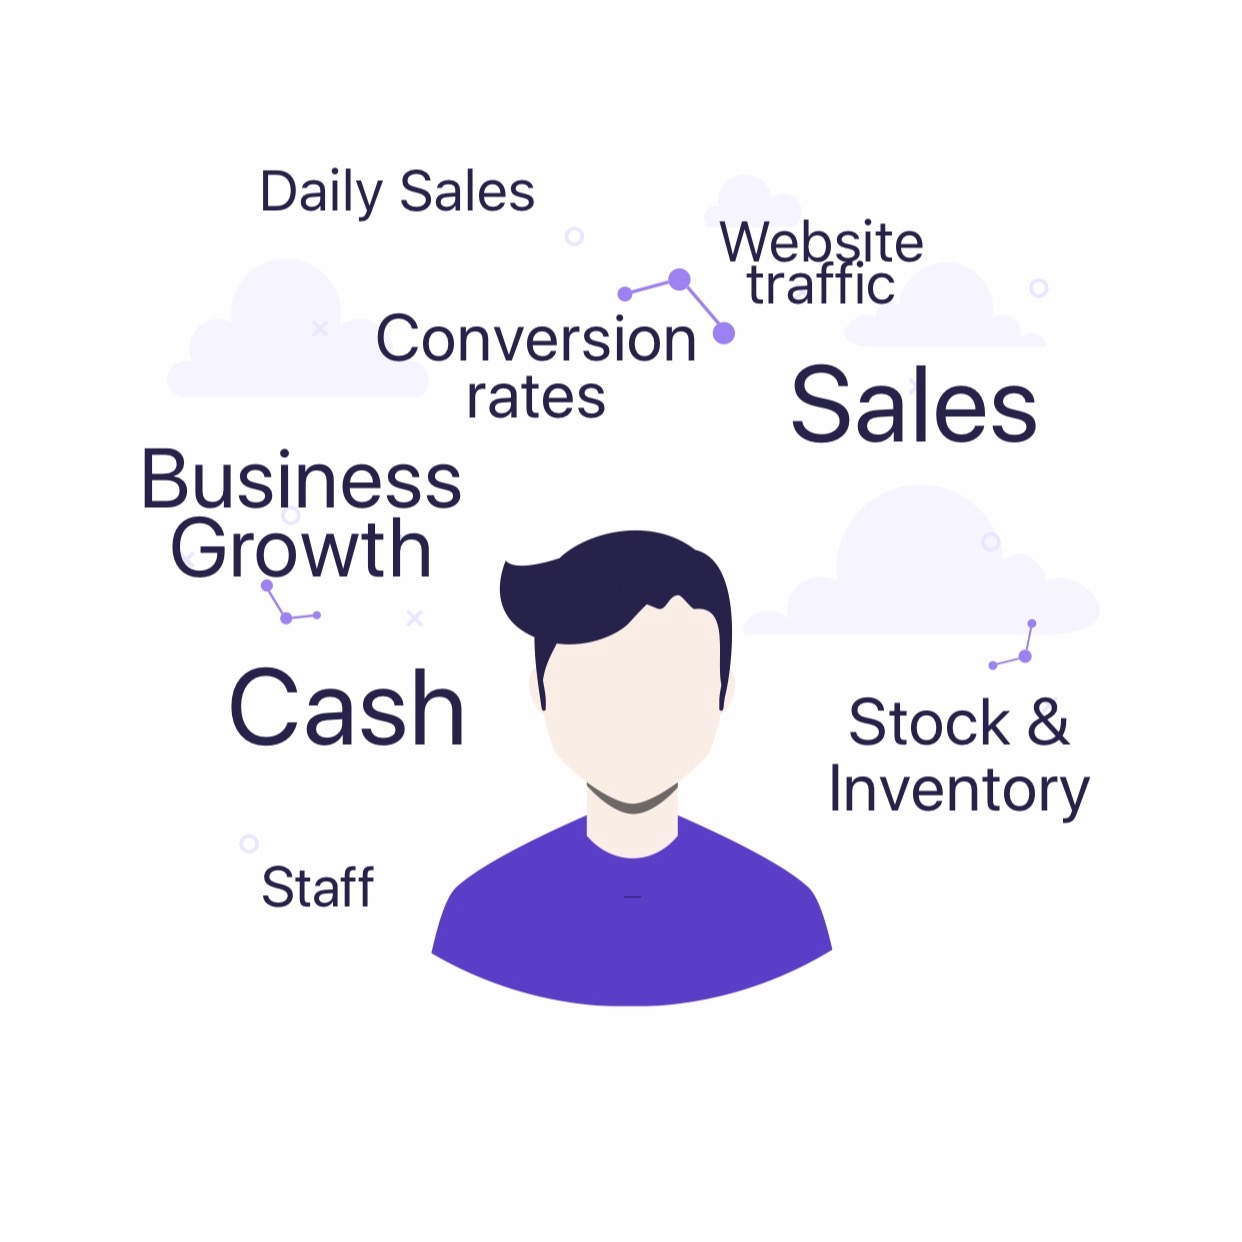 Daily Sales
Website
traffic
Conversion
rates
Sales
Business
Growth
Cash
Stock &
Inventory
Staff